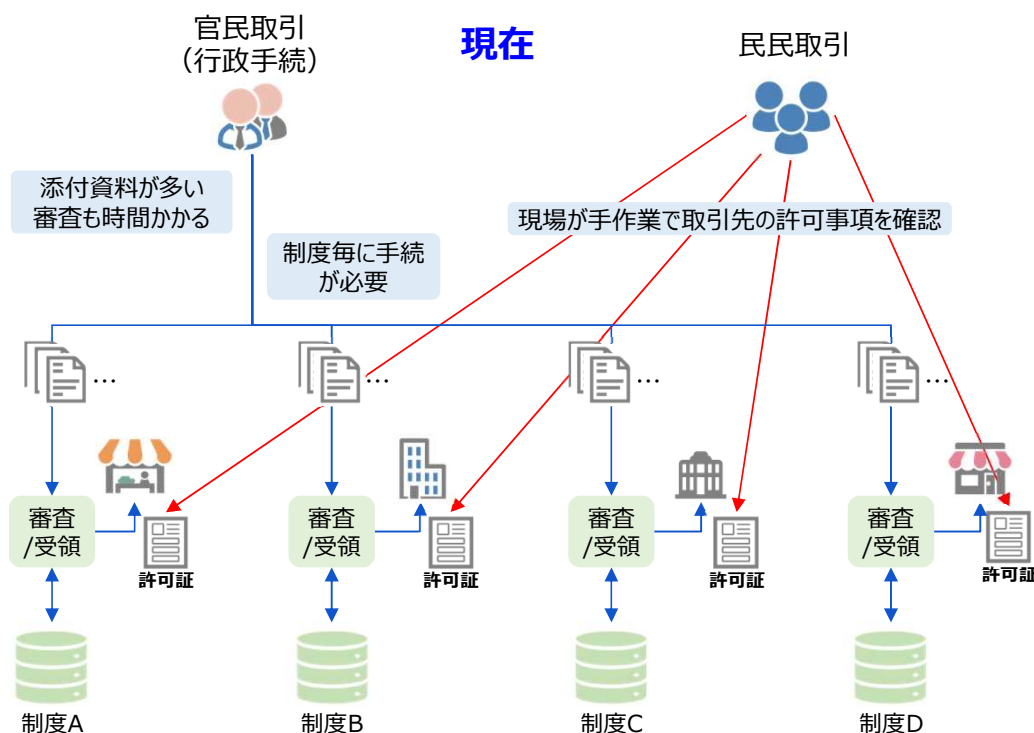 官民取引
（行政手続）
現在
民民取引
添付資料が多い
審査も時間かかる
現場が手作業で取引先の許可事項を確認
制度毎に手続
が必要
…
…
…
…
審査
/受領
許可証
審査
/受領
許可証
審査
/受領
許可証
審査
/受領
許可証
制度A
制度B
制度C
制度D